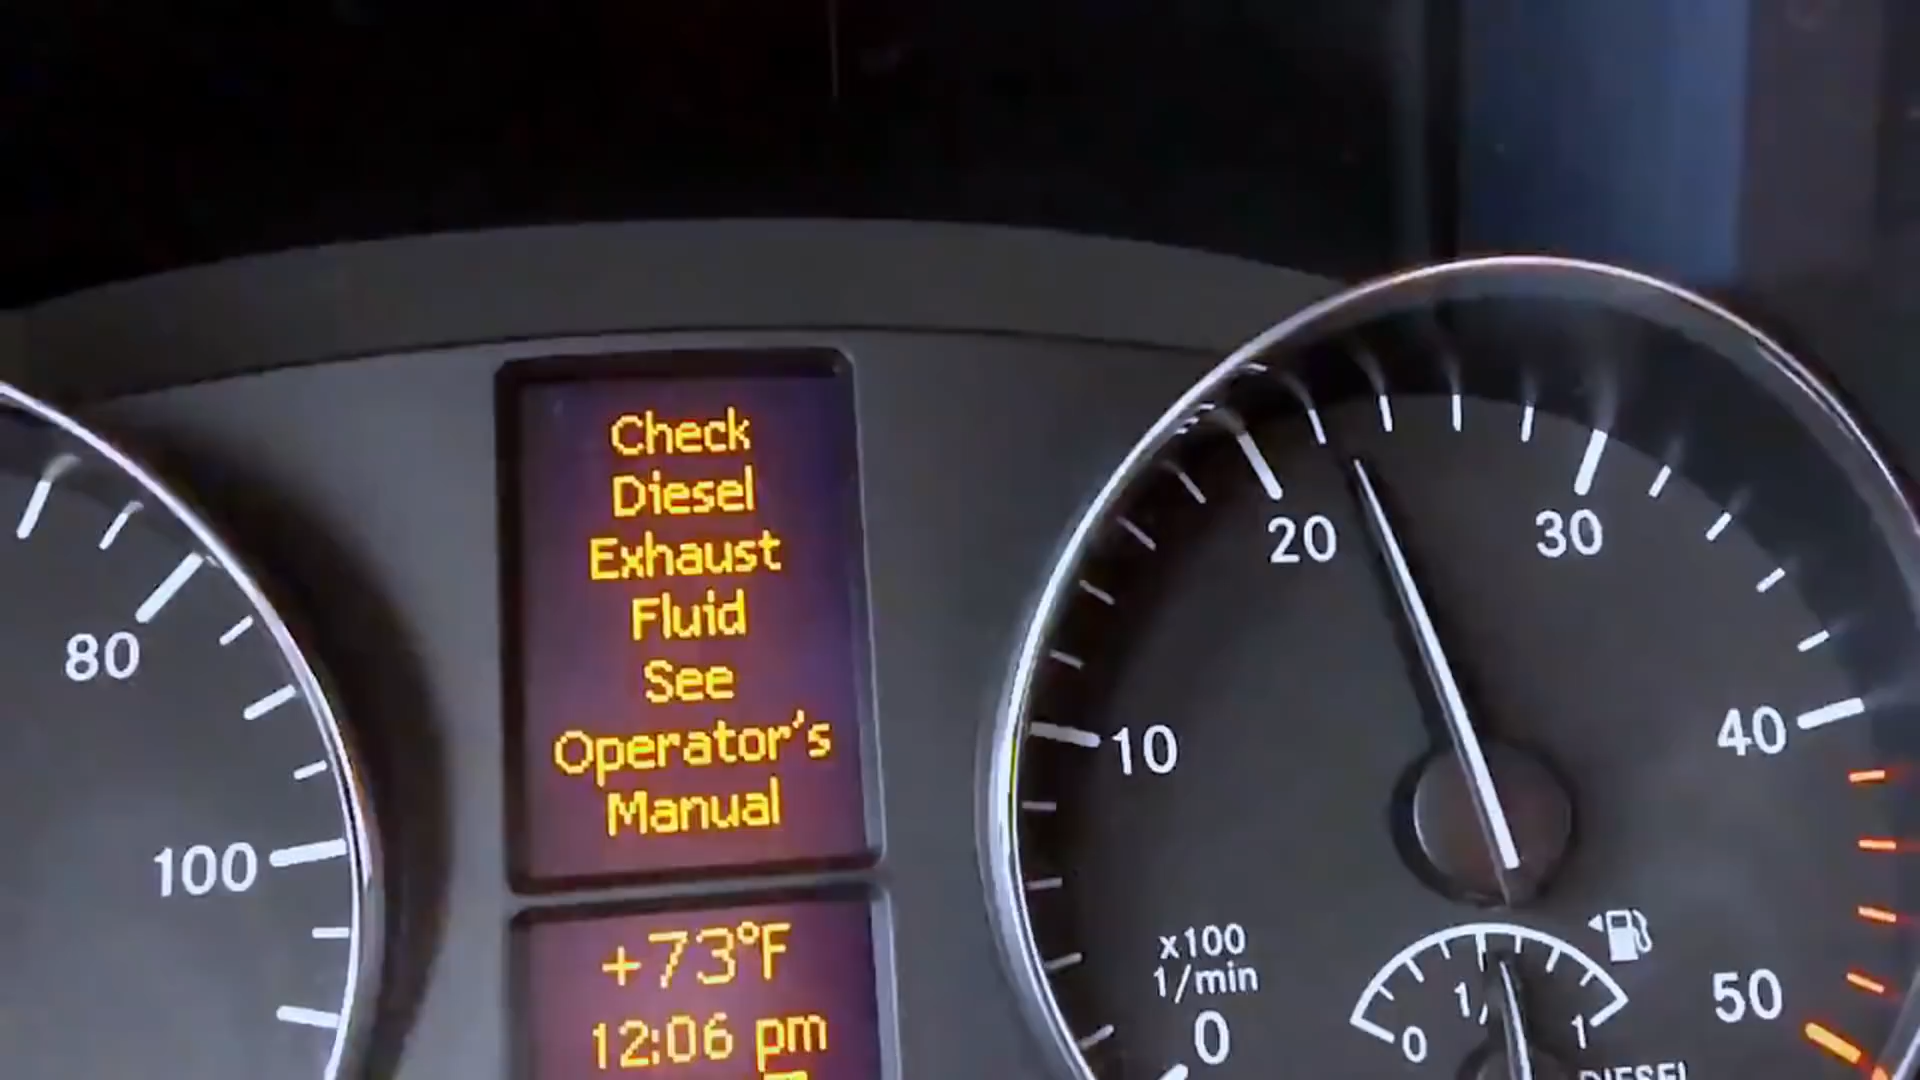 Check
Diesel
Exhaust
Fluid
See
Operator's
Manual
+73°F
12:06 pm
80
100
10
20
30
40
50
x100
1/min
0
0
1/
1
DIESEL